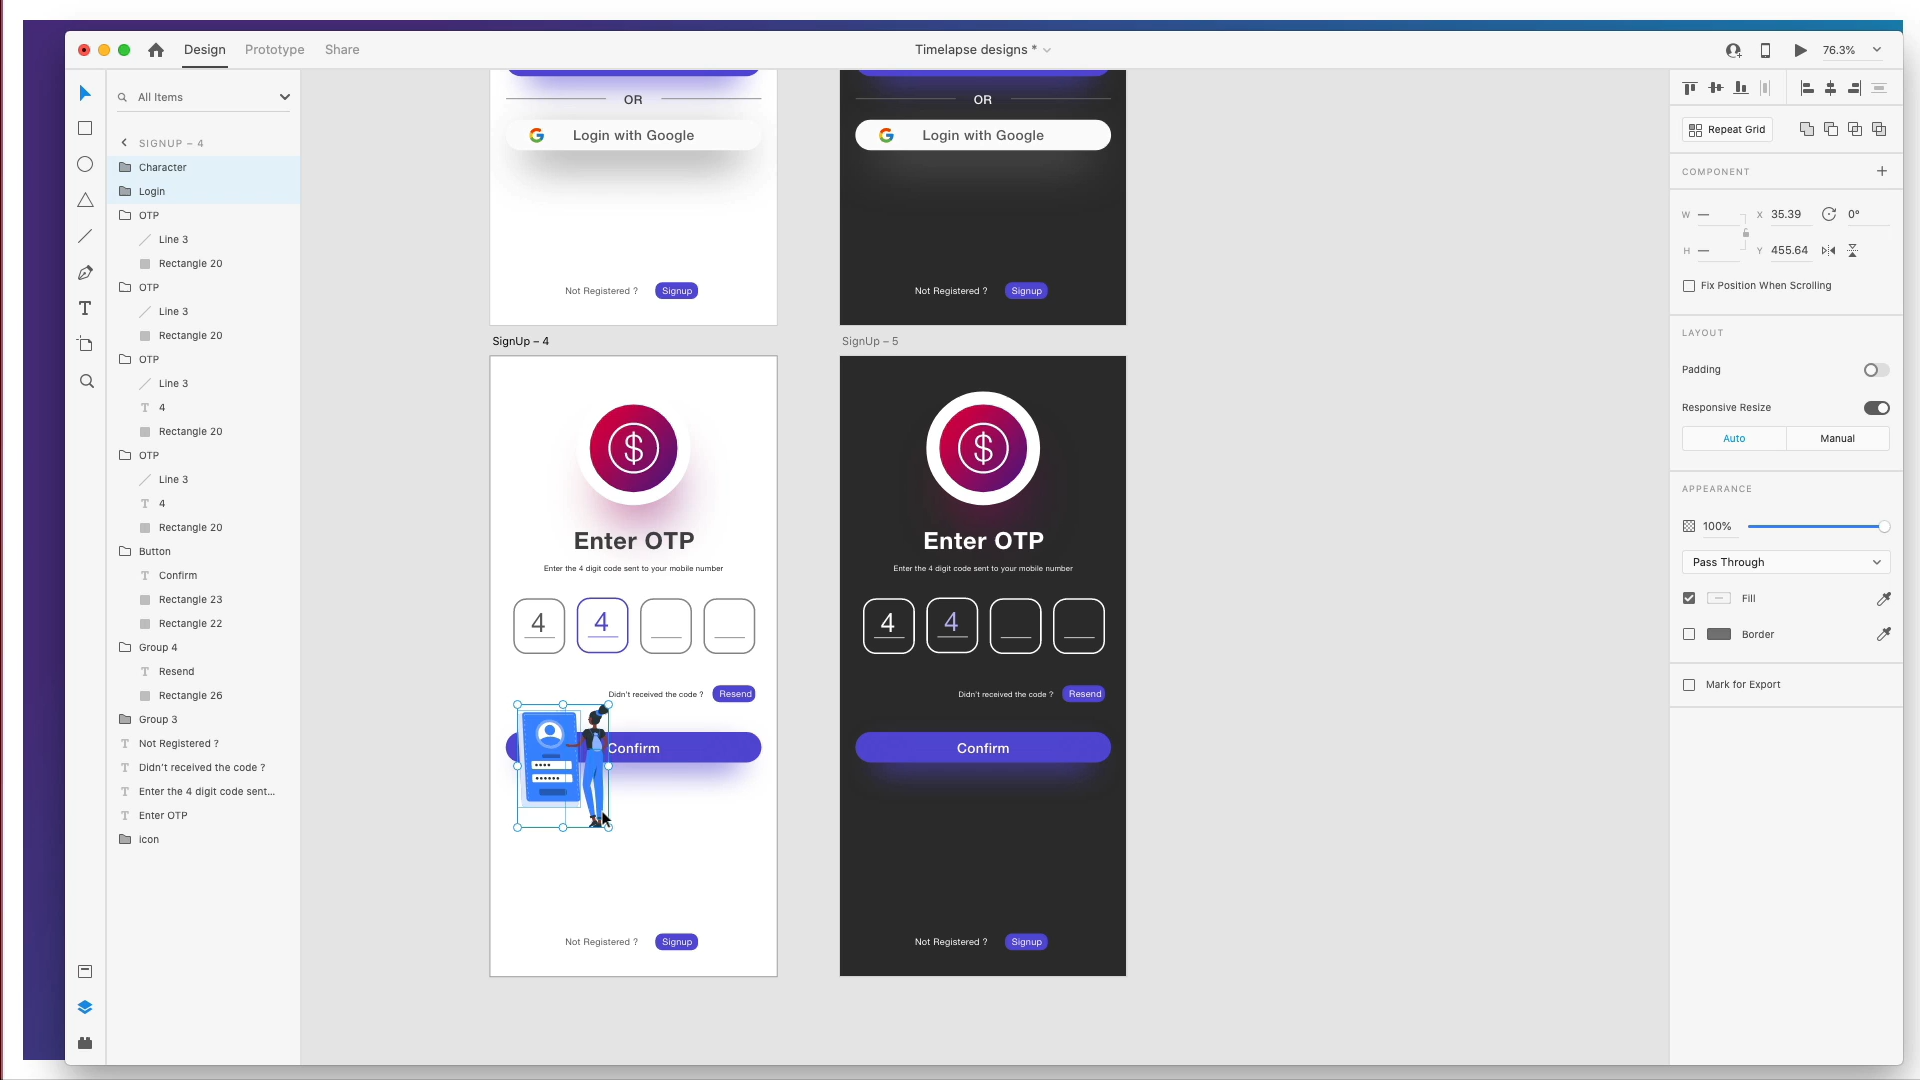 Design Prototype Share
Timelapse designs *
76.3%
All Items
SIGNUP – 4
Character
Login
OTP
Line 3
Rectangle 20
OTP
Line 3
Rectangle 20
OTP
Line 3
T 4
Rectangle 20
OTP
Line 3
T 4
Rectangle 20
Button
T Confirm
Rectangle 23
Rectangle 22
Group 4
T Resend
Rectangle 26
Group 3
T Not Registered ?
T Didn't received the code ?
T Enter the 4 digit code sent...
T Enter OTP
icon
OR
Login with Google
Not Registered ? Signup
OR
Login with Google
Not Registered ? Signup
SignUp – 4
$
Enter OTP
Enter the 4 digit code sent to your mobile number
4 4
Didn't received the code ? Resend
Confirm
Not Registered ? Signup
SignUp – 5
$
Enter OTP
Enter the 4 digit code sent to your mobile number
4 4
Didn't received the code ? Resend
Confirm
Not Registered ? Signup
Repeat Grid
COMPONENT
W — X 35.39 0°
H — Y 455.64
Fix Position When Scrolling
LAYOUT
Padding
Responsive Resize
Auto Manual
APPEARANCE
100%
Pass Through
Fill
Border
Mark for Export